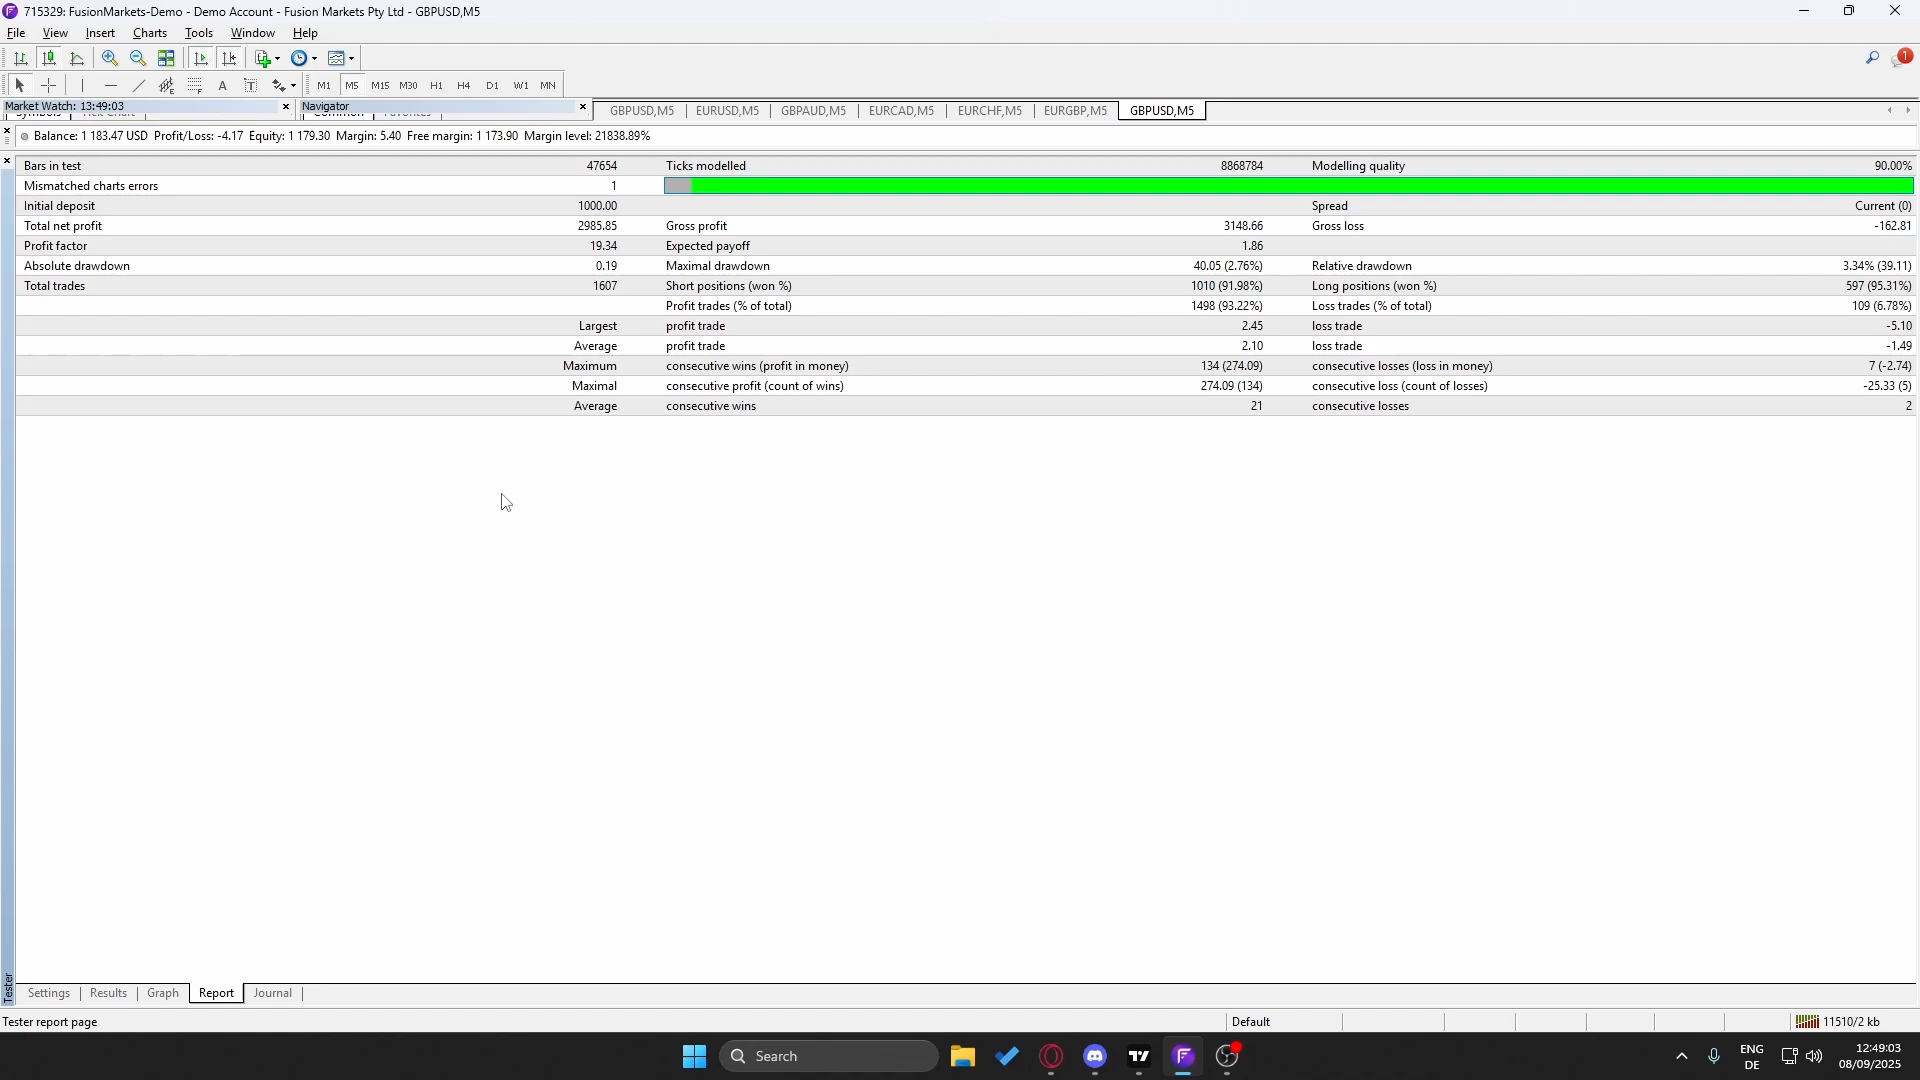 715329: FusionMarkets-Demo - Demo Account - Fusion Markets Pty Ltd - GBPUSD,M5
File View Insert Charts Tools Window Help
1
A T M1 M5 M15 M30 H1 H4 D1 W1 MN
Market Watch: 13:49:03 Navigator
Symbols Tick Chart Common Favorites GBPUSD,M5 EURUSD,M5 GBPAUD,M5 EURCAD,M5 EURCHF,M5 EURGBP,M5 GBPUSD,M5
Balance: 1 183.47 USD Profit/Loss: -4.17 Equity: 1 179.30 Margin: 5.40 Free margin: 1 173.90 Margin level: 21838.89%
Bars in test 47654 Ticks modelled 8868784 Modelling quality 90.00%
Mismatched charts errors 1
Initial deposit 1000.00 Spread Current (0)
Total net profit 2985.85 Gross profit 3148.66 Gross loss -162.81
Profit factor 19.34 Expected payoff 1.86
Absolute drawdown 0.19 Maximal drawdown 40.05 (2.76%) Relative drawdown 3.34% (39.11)
Total trades 1607 Short positions (won %) 1010 (91.98%) Long positions (won %) 597 (95.31%)
Profit trades (% of total) 1498 (93.22%) Loss trades (% of total) 109 (6.78%)
Largest profit trade 2.45 loss trade -5.10
Average profit trade 2.10 loss trade -1.49
Maximum consecutive wins (profit in money) 134 (274.09) consecutive losses (loss in money) 7 (-2.74)
Maximal consecutive profit (count of wins) 274.09 (134) consecutive loss (count of losses) -25.33 (5)
Average consecutive wins 21 consecutive losses 2
Tester
Settings Results Graph Report Journal
Tester report page Default 11510/2 kb
Search ENG 12:49:03
DE 08/09/2025